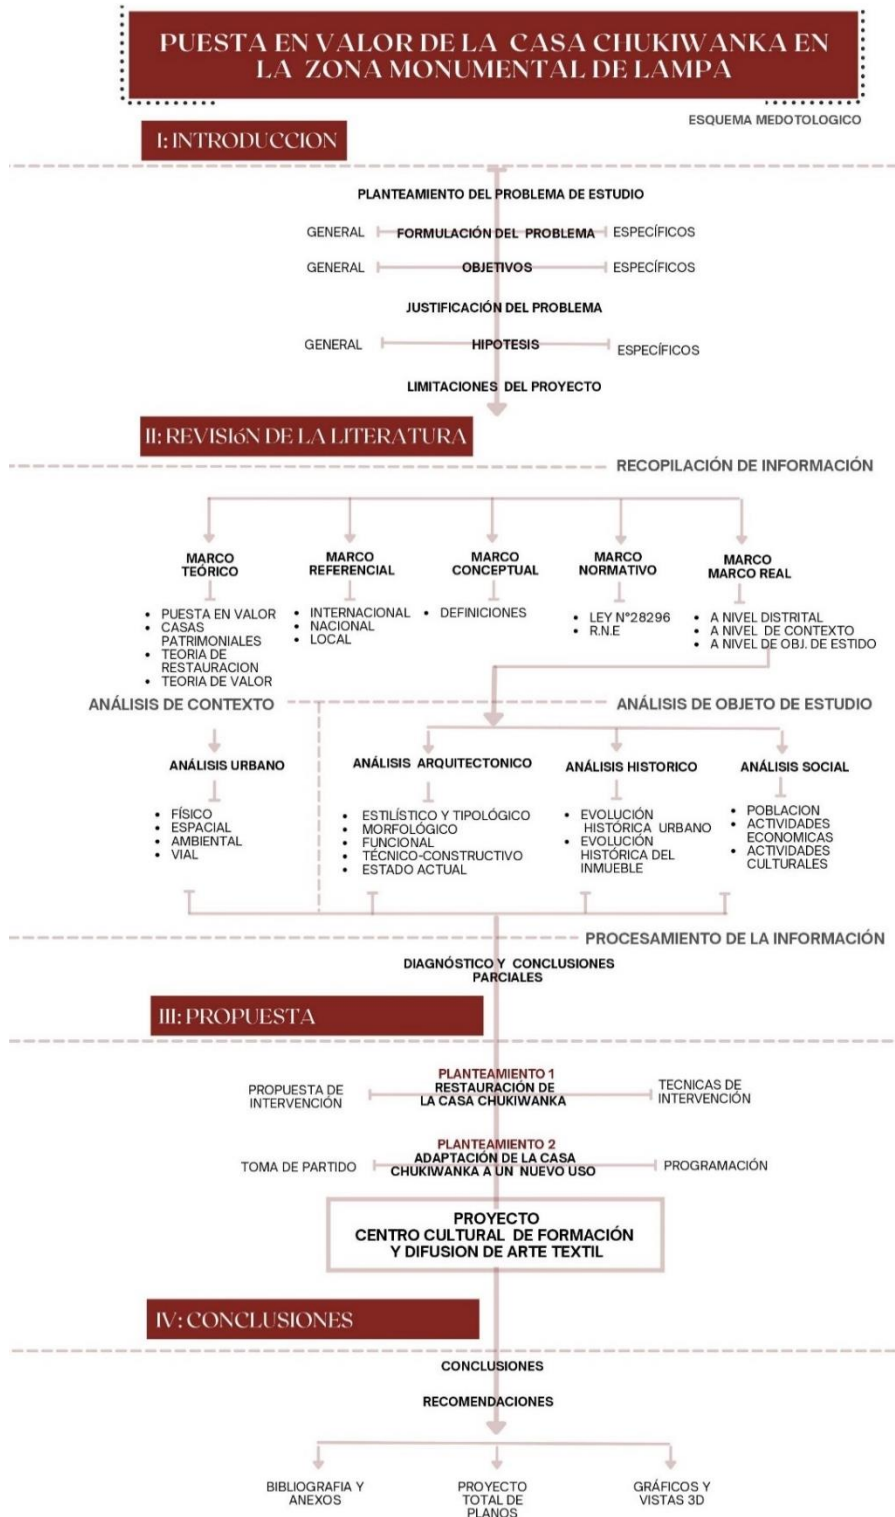 PUESTA EN VALOR DE LA CASA CHUKIWANKA EN
LA ZONA MONUMENTAL DE LAMPA
ESQUEMA MEDOTOLOGICO
I: INTRODUCCION
PLANTEAMIENTO DEL PROBLEMA DE ESTUDIO
GENERAL FORMULACIÓN DEL PROBLEMA ESPECÍFICOS
GENERAL OBJETIVOS ESPECÍFICOS
JUSTIFICACIÓN DEL PROBLEMA
GENERAL HIPOTESIS ESPECÍFICOS
LIMITACIONES DEL PROYECTO
II: REVISIóN DE LA LITERATURA
RECOPILACIÓN DE INFORMACIÓN
MARCO
TEÓRICO
• PUESTA EN VALOR
• CASAS
PATRIMONIALES
• TEORIA DE
RESTAURACION
• TEORIA DE VALOR
MARCO
REFERENCIAL
• INTERNACIONAL
• NACIONAL
• LOCAL
MARCO
CONCEPTUAL
• DEFINICIONES
MARCO
NORMATIVO
• LEY N°28296
• R.N.E
MARCO
MARCO REAL
• A NIVEL DISTRITAL
• A NIVEL DE CONTEXTO
• A NIVEL DE OBJ. DE ESTIDO
ANÁLISIS DE CONTEXTO
ANÁLISIS DE OBJETO DE ESTUDIO
ANÁLISIS URBANO
• FÍSICO
• ESPACIAL
• AMBIENTAL
• VIAL
ANÁLISIS ARQUITECTONICO
• ESTILÍSTICO Y TIPOLÓGICO
• MORFOLÓGICO
• FUNCIONAL
• TÉCNICO-CONSTRUCTIVO
• ESTADO ACTUAL
ANÁLISIS HISTORICO
• EVOLUCIÓN
HISTÓRICA URBANO
• EVOLUCIÓN
HISTÓRICA DEL
INMUEBLE
ANÁLISIS SOCIAL
• POBLACION
• ACTIVIDADES
ECONOMICAS
• ACTIVIDADES
CULTURALES
PROCESAMIENTO DE LA INFORMACIÓN
DIAGNÓSTICO Y CONCLUSIONES
PARCIALES
III: PROPUESTA
PROPUESTA DE
INTERVENCIÓN
PLANTEAMIENTO 1
RESTAURACIÓN DE
LA CASA CHUKIWANKA
TECNICAS DE
INTERVENCIÓN
TOMA DE PARTIDO
PLANTEAMIENTO 2
ADAPTACIÓN DE LA CASA
CHUKIWANKA A UN NUEVO USO
PROGRAMACIÓN
PROYECTO
CENTRO CULTURAL DE FORMACIÓN
Y DIFUSION DE ARTE TEXTIL
IV: CONCLUSIONES
CONCLUSIONES
RECOMENDACIONES
BIBLIOGRAFIA Y
ANEXOS
PROYECTO
TOTAL DE
PLANOS
GRÁFICOS Y
VISTAS 3D